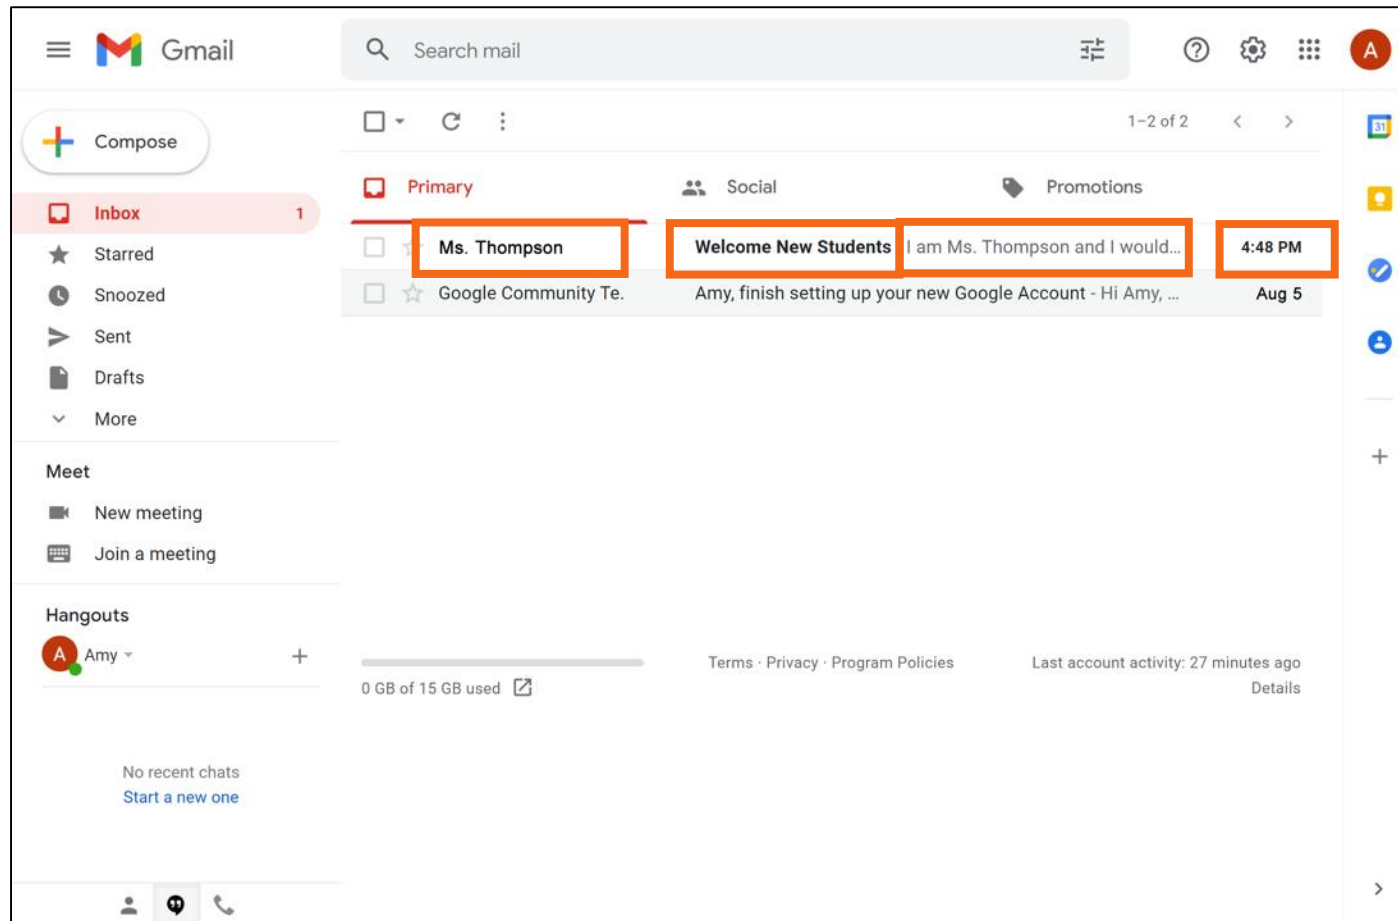 Gmail
Search mail
A
Compose
1–2 of 2
31
Primary
Social
Promotions
Inbox 1
Ms. Thompson Welcome New Students I am Ms. Thompson and I would... 4:48 PM
Starred
Google Community Te. Amy, finish setting up your new Google Account - Hi Amy, ... Aug 5
Snoozed
Sent
Drafts
More
Meet
New meeting
Join a meeting
Hangouts
A Amy
0 GB of 15 GB used
Terms · Privacy · Program Policies
Last account activity: 27 minutes ago
Details
No recent chats
Start a new one